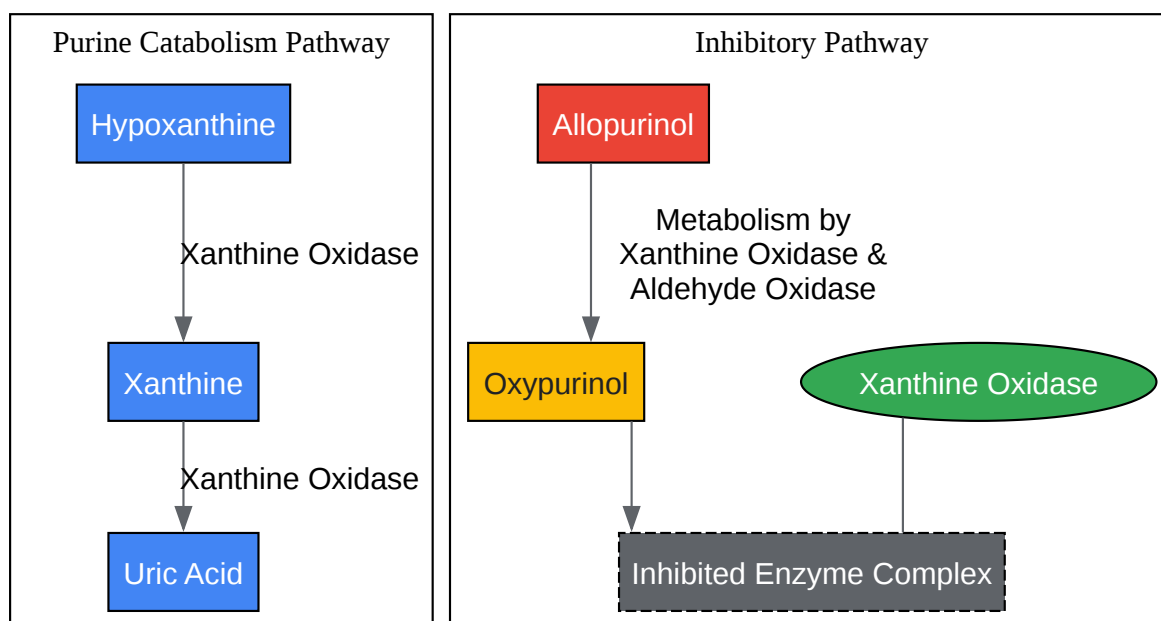 Purine Catabolism Pathway
Hypoxanthine
Xanthine Oxidase
Xanthine
Xanthine Oxidase
Uric Acid
Inhibitory Pathway
Allopurinol
Metabolism by
Xanthine Oxidase &
Aldehyde Oxidase
Oxypurinol
Xanthine Oxidase
Inhibited Enzyme Complex